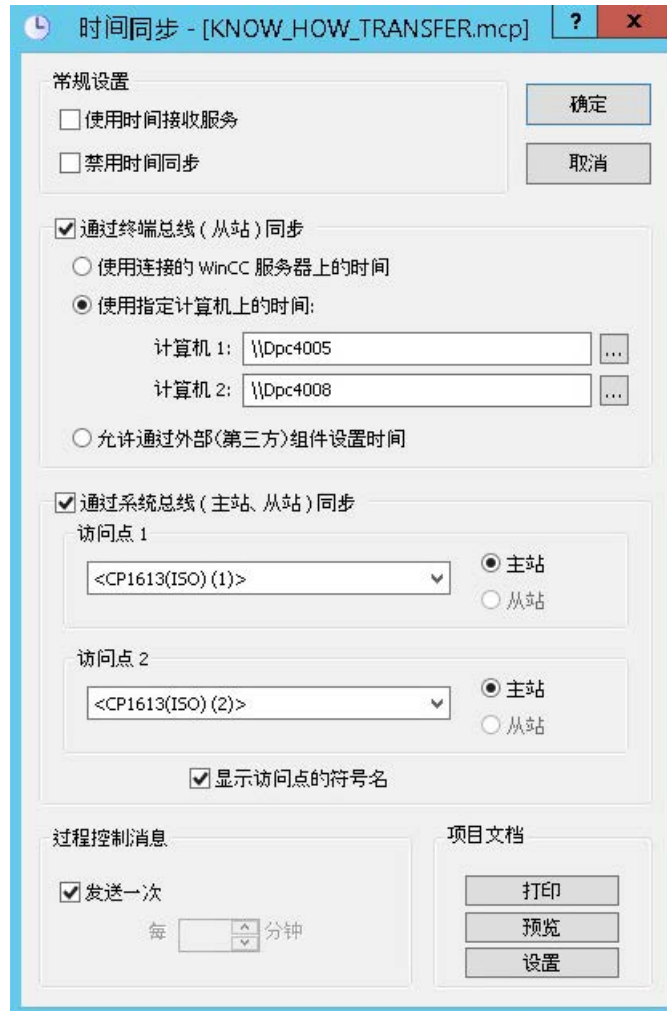 时间同步 - [KNOW_HOW_TRANSFER.mcp] ? x
常规设置
使用时间接收服务
禁用时间同步
确定
取消
通过终端总线 ( 从站 ) 同步
使用连接的 WinCC 服务器上的时间
使用指定计算机上的时间:
计算机 1: \\Dpc4005 ...
计算机 2: \\Dpc4008 ...
允许通过外部(第三方)组件设置时间
通过系统总线 ( 主站、从站 ) 同步
访问点 1
<CP1613(ISO) (1)>
主站
从站
访问点 2
<CP1613(ISO) (2)>
主站
从站
显示访问点的符号名
过程控制消息
发送一次
每 分钟
项目文档
打印
预览
设置